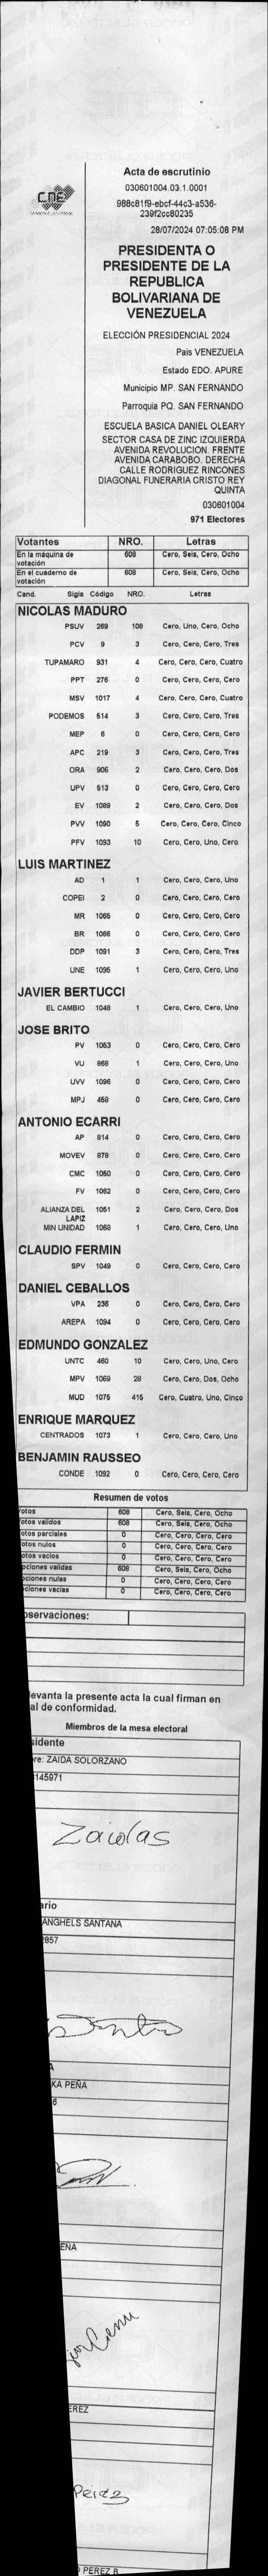 CNE
Acta de escrutinio
030601004.03.1.0001
988c81f9-ebcf-44c3-a536-
239f2cc80235
28/07/2024 07:05:08 PM
PRESIDENTA O
PRESIDENTE DE LA
REPUBLICA
BOLIVARIANA DE
VENEZUELA
ELECCIÓN PRESIDENCIAL 2024
Pais VENEZUELA
Estado EDO. APURE
Municipio MP. SAN FERNANDO
Parroquia PQ. SAN FERNANDO
ESCUELA BASICA DANIEL OLEARY
SECTOR CASA DE ZINC IZQUIERDA
AVENIDA REVOLUCION. FRENTE
AVENIDA CARABOBO. DERECHA
CALLE RODRIGUEZ RINCONES
DIAGONAL FUNERARIA CRISTO REY
QUINTA
030601004
971 Electores
Votantes NRO. Letras
En la máquina de votación 608 Cero, Seis, Cero, Ocho
En el cuaderno de votación 608 Cero, Seis, Cero, Ocho
Cand. Sigla Código NRO. Letras
NICOLAS MADURO
PSUV 269 108 Cero, Uno, Cero, Ocho
PCV 9 3 Cero, Cero, Cero, Tres
TUPAMARO 931 4 Cero, Cero, Cero, Cuatro
PPT 276 0 Cero, Cero, Cero, Cero
MSV 1017 4 Cero, Cero, Cero, Cuatro
PODEMOS 514 3 Cero, Cero, Cero, Tres
MEP 6 0 Cero, Cero, Cero, Cero
APC 219 3 Cero, Cero, Cero, Tres
ORA 906 2 Cero, Cero, Cero, Dos
UPV 513 0 Cero, Cero, Cero, Cero
EV 1089 2 Cero, Cero, Cero, Dos
PVV 1090 5 Cero, Cero, Cero, Cinco
PFV 1093 10 Cero, Cero, Uno, Cero
LUIS MARTINEZ
AD 1 1 Cero, Cero, Cero, Uno
COPEI 2 0 Cero, Cero, Cero, Cero
MR 1065 0 Cero, Cero, Cero, Cero
BR 1066 0 Cero, Cero, Cero, Cero
DDP 1091 3 Cero, Cero, Cero, Tres
UNE 1095 1 Cero, Cero, Cero, Uno
JAVIER BERTUCCI
EL CAMBIO 1048 1 Cero, Cero, Cero, Uno
JOSE BRITO
PV 1053 0 Cero, Cero, Cero, Cero
VU 868 1 Cero, Cero, Cero, Uno
UVV 1096 0 Cero, Cero, Cero, Cero
MPJ 458 0 Cero, Cero, Cero, Cero
ANTONIO ECARRI
AP 814 0 Cero, Cero, Cero, Cero
MOVEV 978 0 Cero, Cero, Cero, Cero
CMC 1050 0 Cero, Cero, Cero, Cero
FV 1062 0 Cero, Cero, Cero, Cero
ALIANZA DEL LAPIZ 1051 2 Cero, Cero, Cero, Dos
MIN UNIDAD 1068 1 Cero, Cero, Cero, Uno
CLAUDIO FERMIN
SPV 1049 0 Cero, Cero, Cero, Cero
DANIEL CEBALLOS
VPA 236 0 Cero, Cero, Cero, Cero
AREPA 1094 0 Cero, Cero, Cero, Cero
EDMUNDO GONZALEZ
UNTC 460 10 Cero, Cero, Uno, Cero
MPV 1069 28 Cero, Cero, Dos, Ocho
MUD 1075 415 Cero, Cuatro, Uno, Cinco
ENRIQUE MARQUEZ
CENTRADOS 1073 1 Cero, Cero, Cero, Uno
BENJAMIN RAUSSEO
CONDE 1092 0 Cero, Cero, Cero, Cero
Resumen de votos
otos 608 Cero, Seis, Cero, Ocho
otos validos 608 Cero, Seis, Cero, Ocho
otos parciales 0 Cero, Cero, Cero, Cero
otos nulos 0 Cero, Cero, Cero, Cero
otos vacios 0 Cero, Cero, Cero, Cero
pciones validas 608 Cero, Seis, Cero, Ocho
pciones nulas 0 Cero, Cero, Cero, Cero
pciones vacias 0 Cero, Cero, Cero, Cero
bservaciones:
levanta la presente acta la cual firman en
al de conformidad.
Miembros de la mesa electoral
sidente
re: ZAIDA SOLORZANO
145971
Zaidas
ario
ANGHELS SANTANA
2857
A
KA PEÑA
6
EÑA
EREZ
Perez
PEREZ B